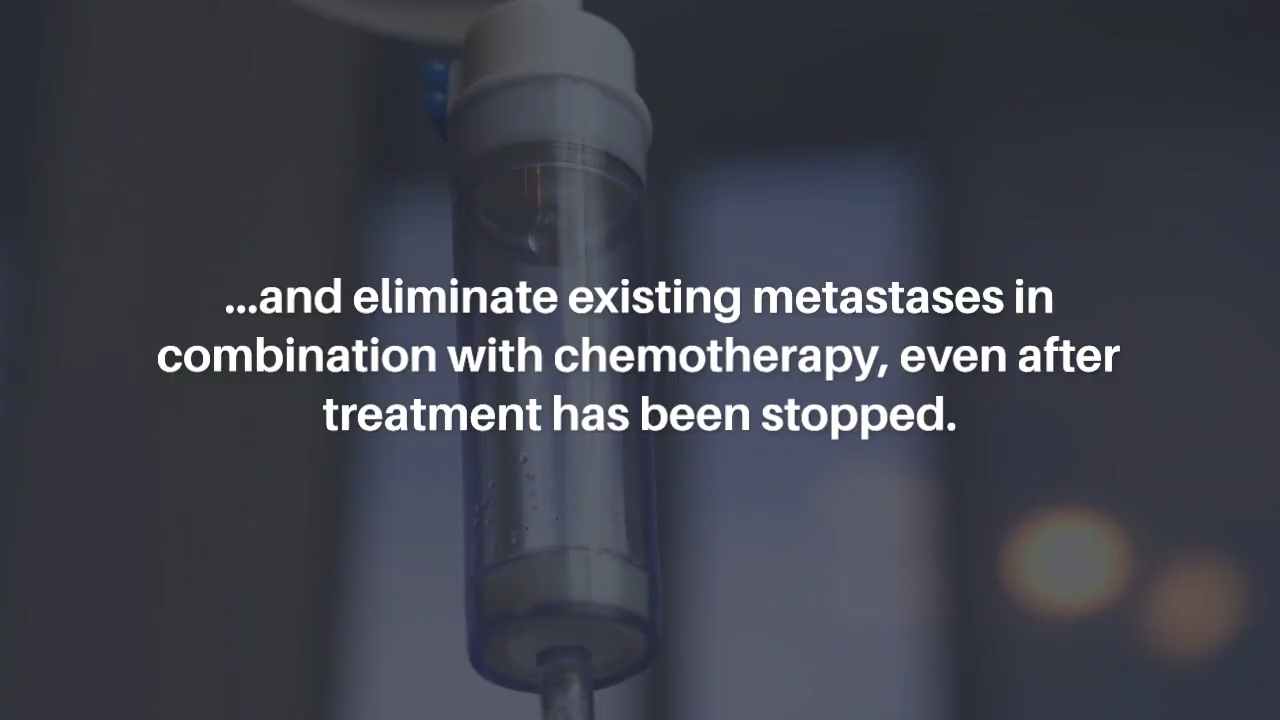 ...and eliminate existing metastases in
combination with chemotherapy, even after
treatment has been stopped.